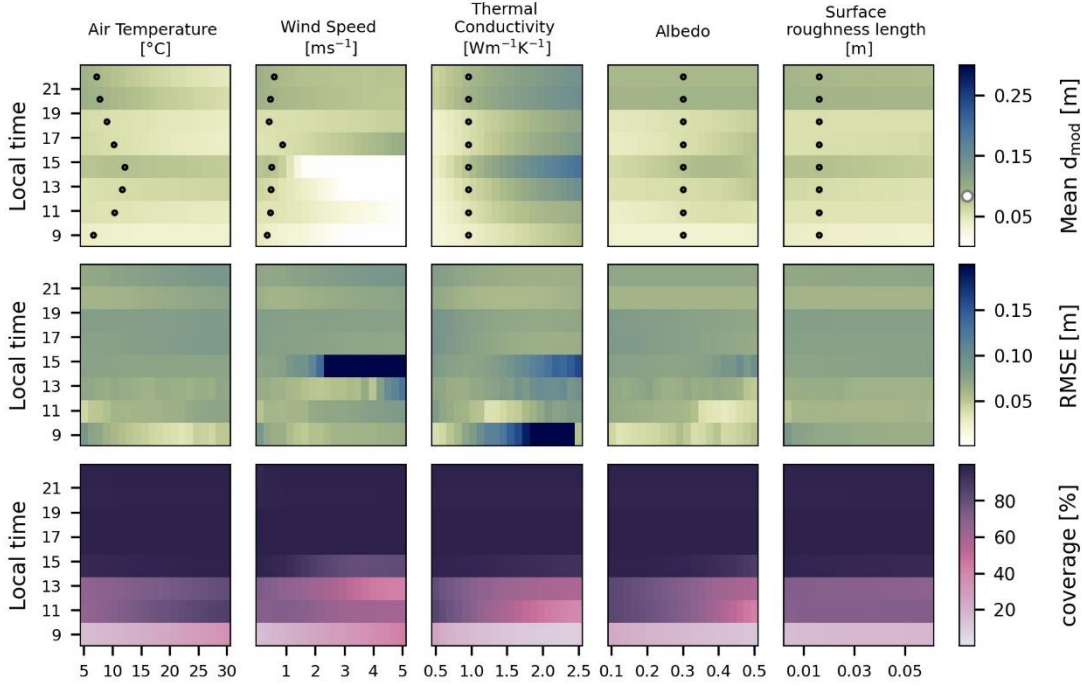 Air Temperature
[°C]
Wind Speed
[ms⁻¹]
Thermal
Conductivity
[Wm⁻¹K⁻¹]
Albedo
Surface
roughness length
[m]
Local time
21
19
17
15
13
11
9
0.25
0.15
0.05
Mean d_mod [m]
Local time
21
19
17
15
13
11
9
0.15
0.10
0.05
RMSE [m]
Local time
21
19
17
15
13
11
9
80
60
40
20
coverage [%]
5 10 15 20 25 30
1 2 3 4 5
0.5 1.0 1.5 2.0 2.5
0.1 0.2 0.3 0.4 0.5
0.01 0.03 0.05